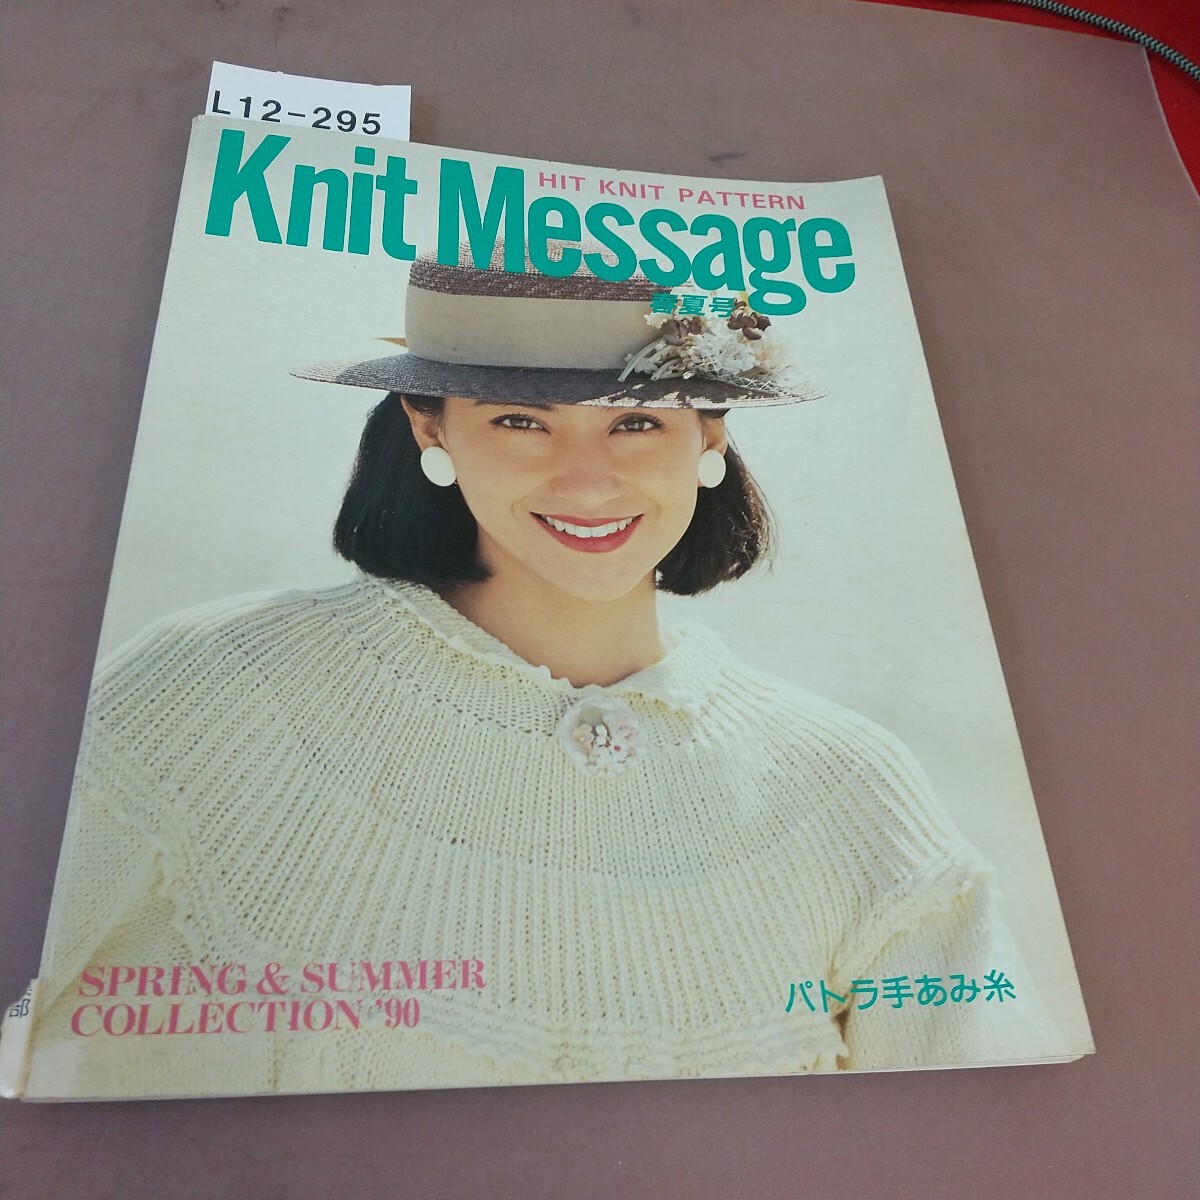 L12-295
HIT KNIT PATTERN
Knit Message
春夏号
SPRING & SUMMER
COLLECTION '90
パトラ手あみ糸
部